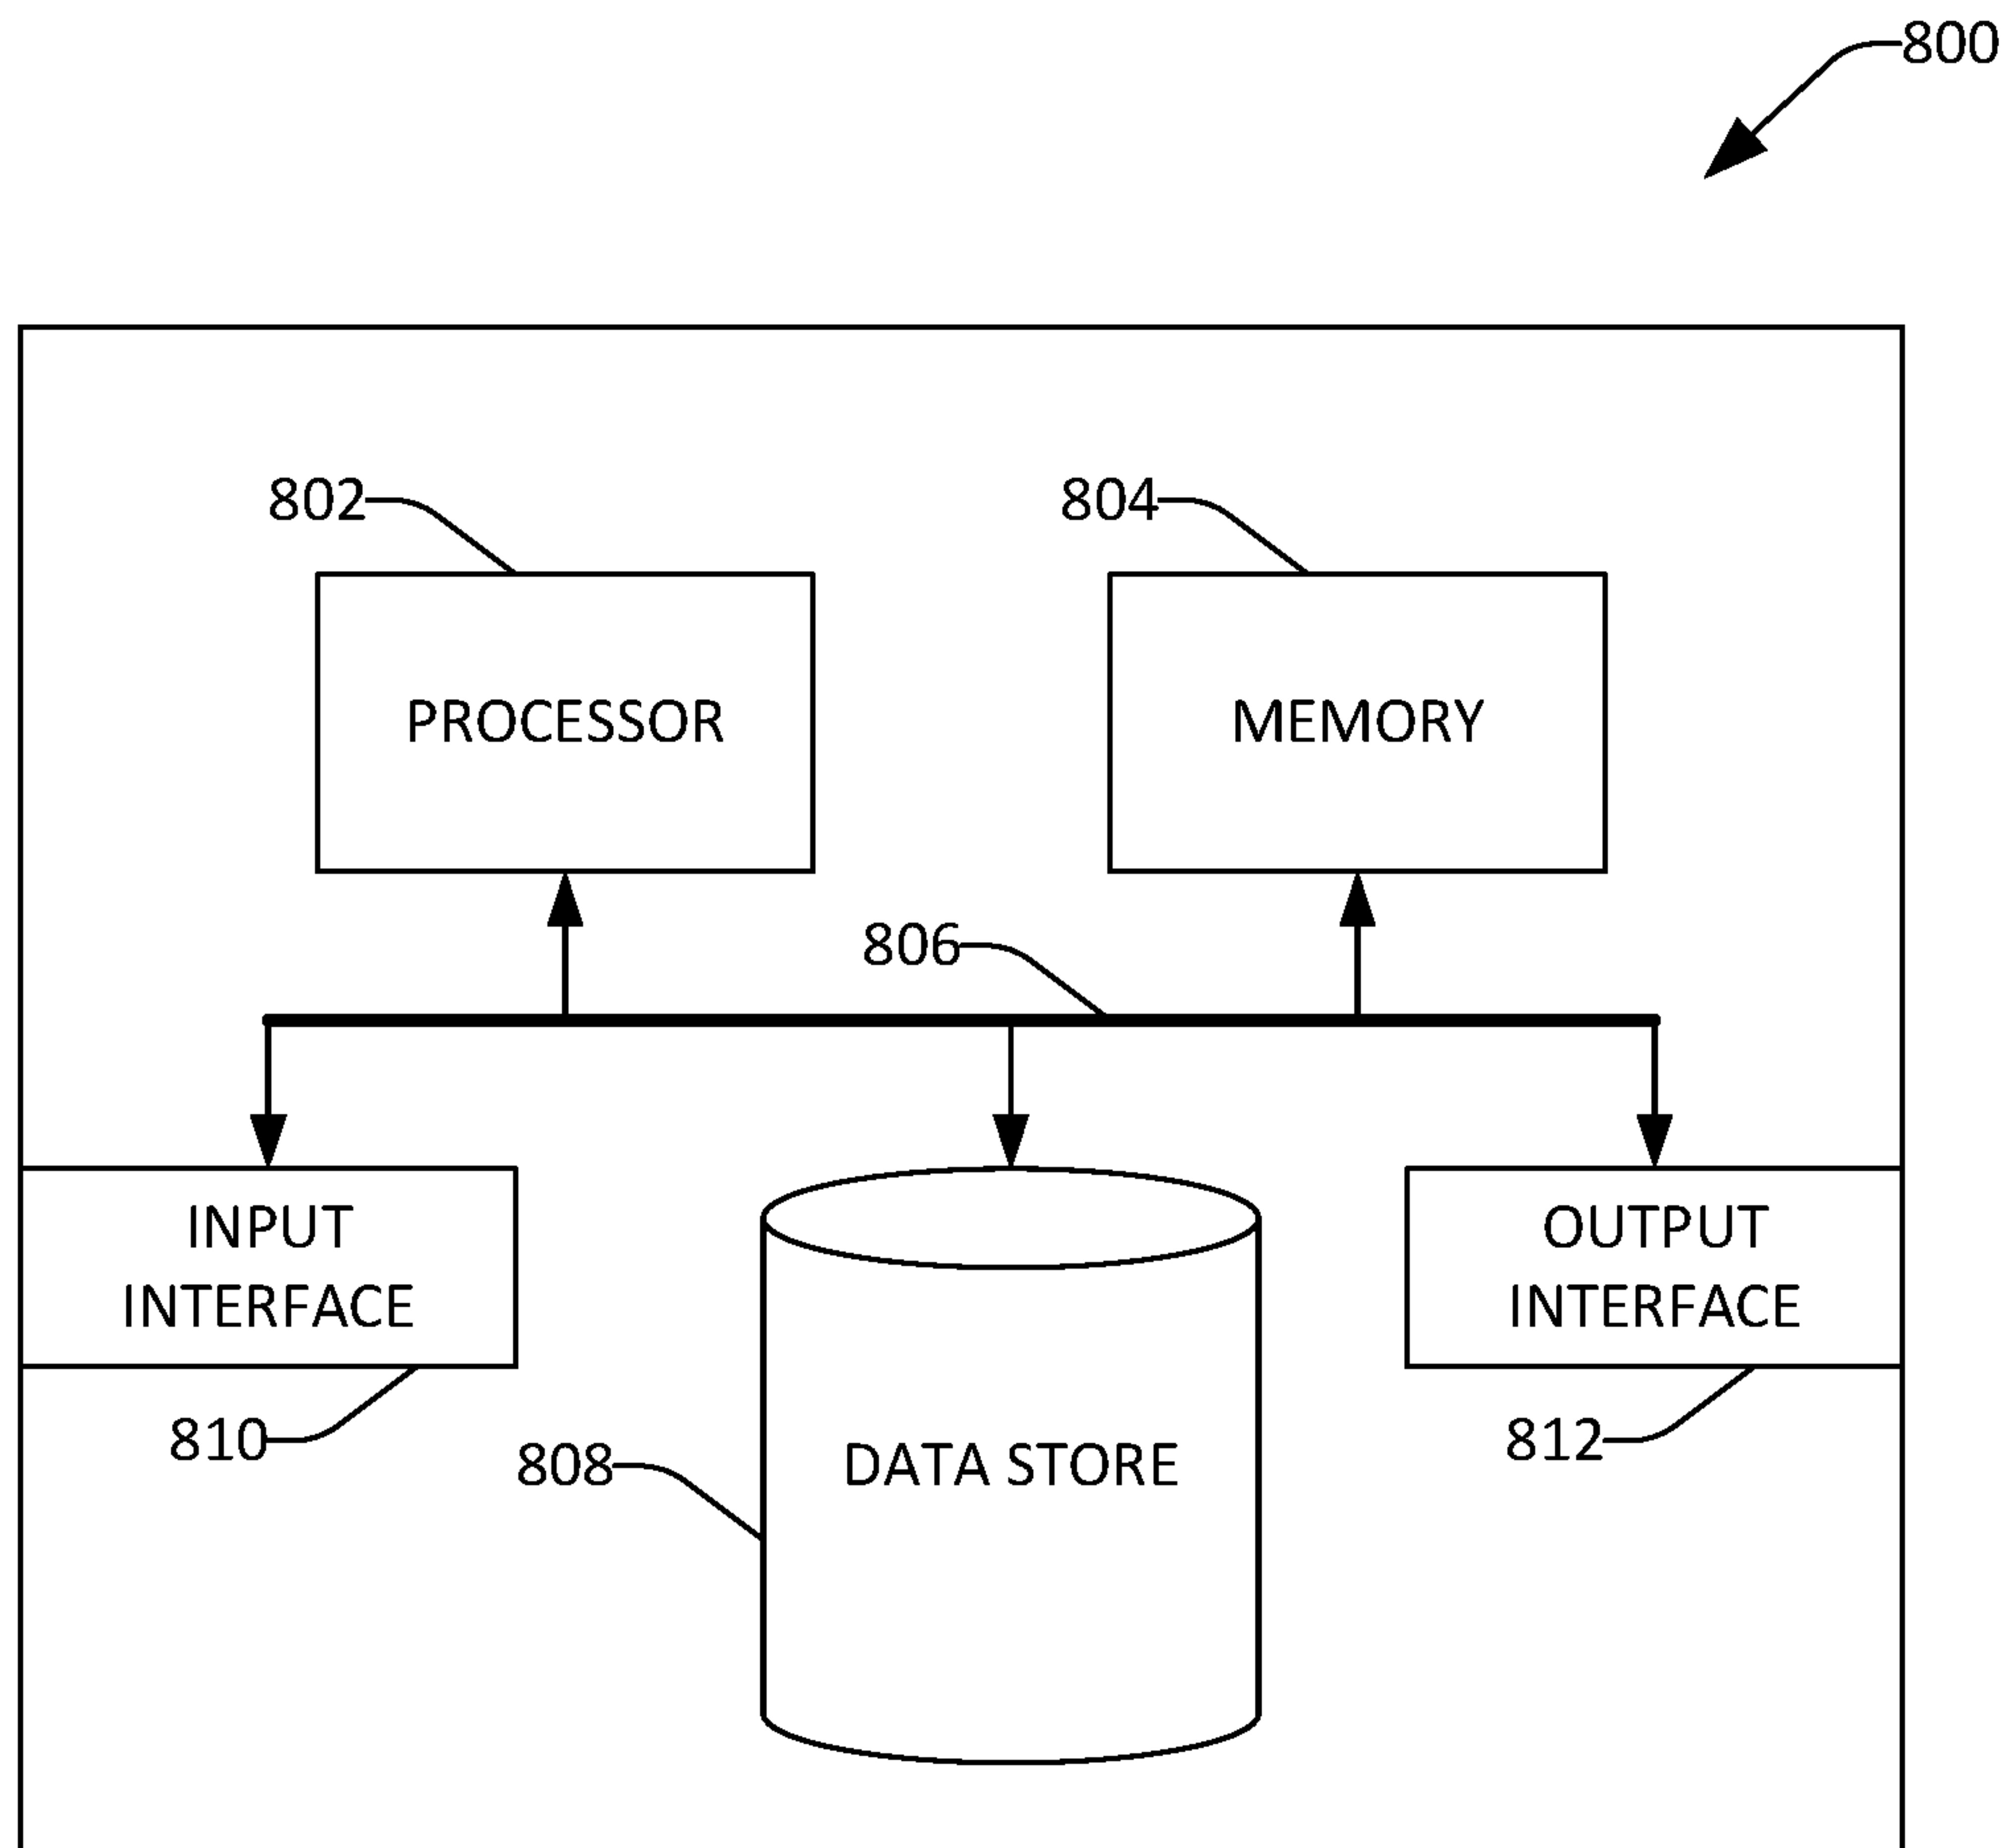 800
802
804
PROCESSOR
MEMORY
806
INPUT
INTERFACE
OUTPUT
INTERFACE
810
808
DATA STORE
812